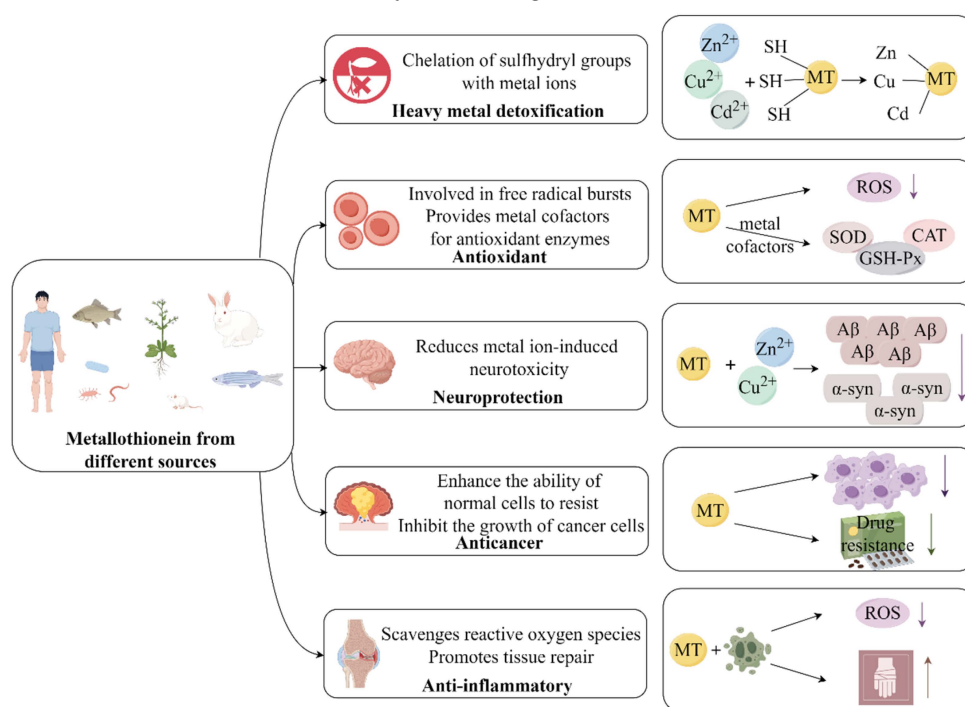 Chelation of sulfhydryl groups
with metal ions
Heavy metal detoxification
Zn²⁺
Cu²⁺
Cd²⁺
+
SH
SH
SH
MT
Zn
Cu
Cd
MT
Involved in free radical bursts
Provides metal cofactors
for antioxidant enzymes
Antioxidant
MT
metal
cofactors
ROS
SOD
CAT
GSH-Px
Metallothionein from
different sources
Reduces metal ion-induced
neurotoxicity
Neuroprotection
MT
+
Zn²⁺
Cu²⁺
Aβ Aβ Aβ
Aβ Aβ
α-syn α-syn
α-syn
Enhance the ability of
normal cells to resist
Inhibit the growth of cancer cells
Anticancer
MT
Drug
resistance
Scavenges reactive oxygen species
Promotes tissue repair
Anti-inflammatory
MT +
ROS